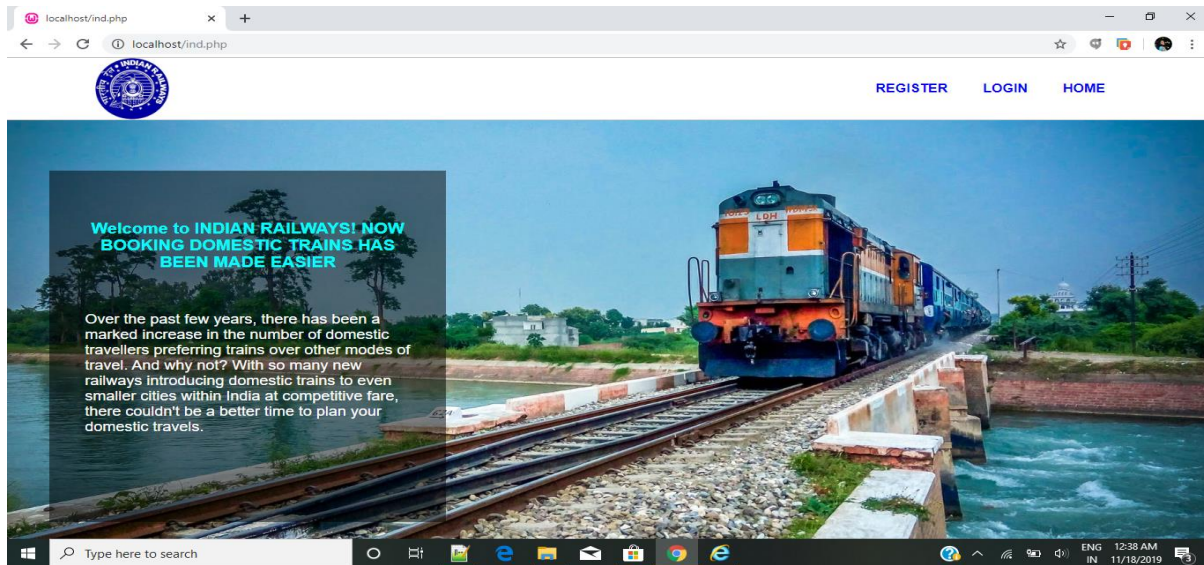 localhost/ind.php
localhost/ind.php
INDIAN RAILWAYS
भारतीय रेल
REGISTER LOGIN HOME
LDH
Welcome to INDIAN RAILWAYS! NOW
BOOKING DOMESTIC TRAINS HAS
BEEN MADE EASIER
Over the past few years, there has been a
marked increase in the number of domestic
travellers preferring trains over other modes of
travel. And why not? With so many new
railways introducing domestic trains to even
smaller cities within India at competitive fare,
there couldn't be a better time to plan your
domestic travels.
Type here to search
ENG 12:38 AM
IN 11/18/2019
3